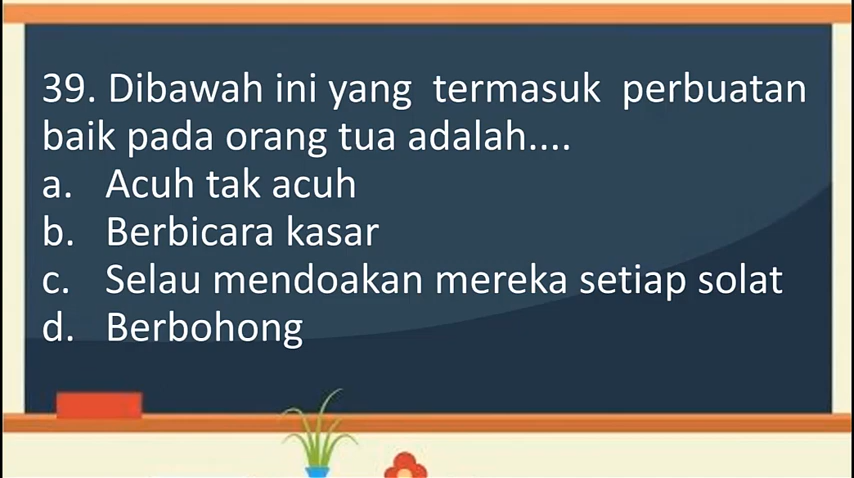 39. Dibawah ini yang termasuk perbuatan
baik pada orang tua adalah....
a. Acuh tak acuh
b. Berbicara kasar
c. Selau mendoakan mereka setiap solat
d. Berbohong